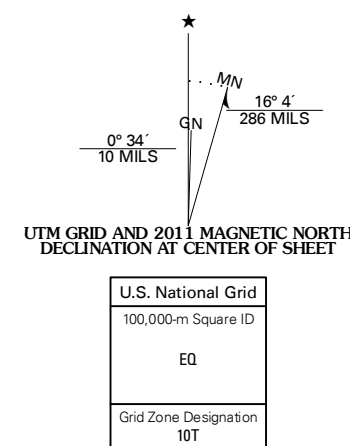 ★
MN
GN
16° 4´
286 MILS
0° 34´
10 MILS
UTM GRID AND 2011 MAGNETIC NORTH
DECLINATION AT CENTER OF SHEET
U.S. National Grid
100,000-m Square ID
EQ
Grid Zone Designation
10T